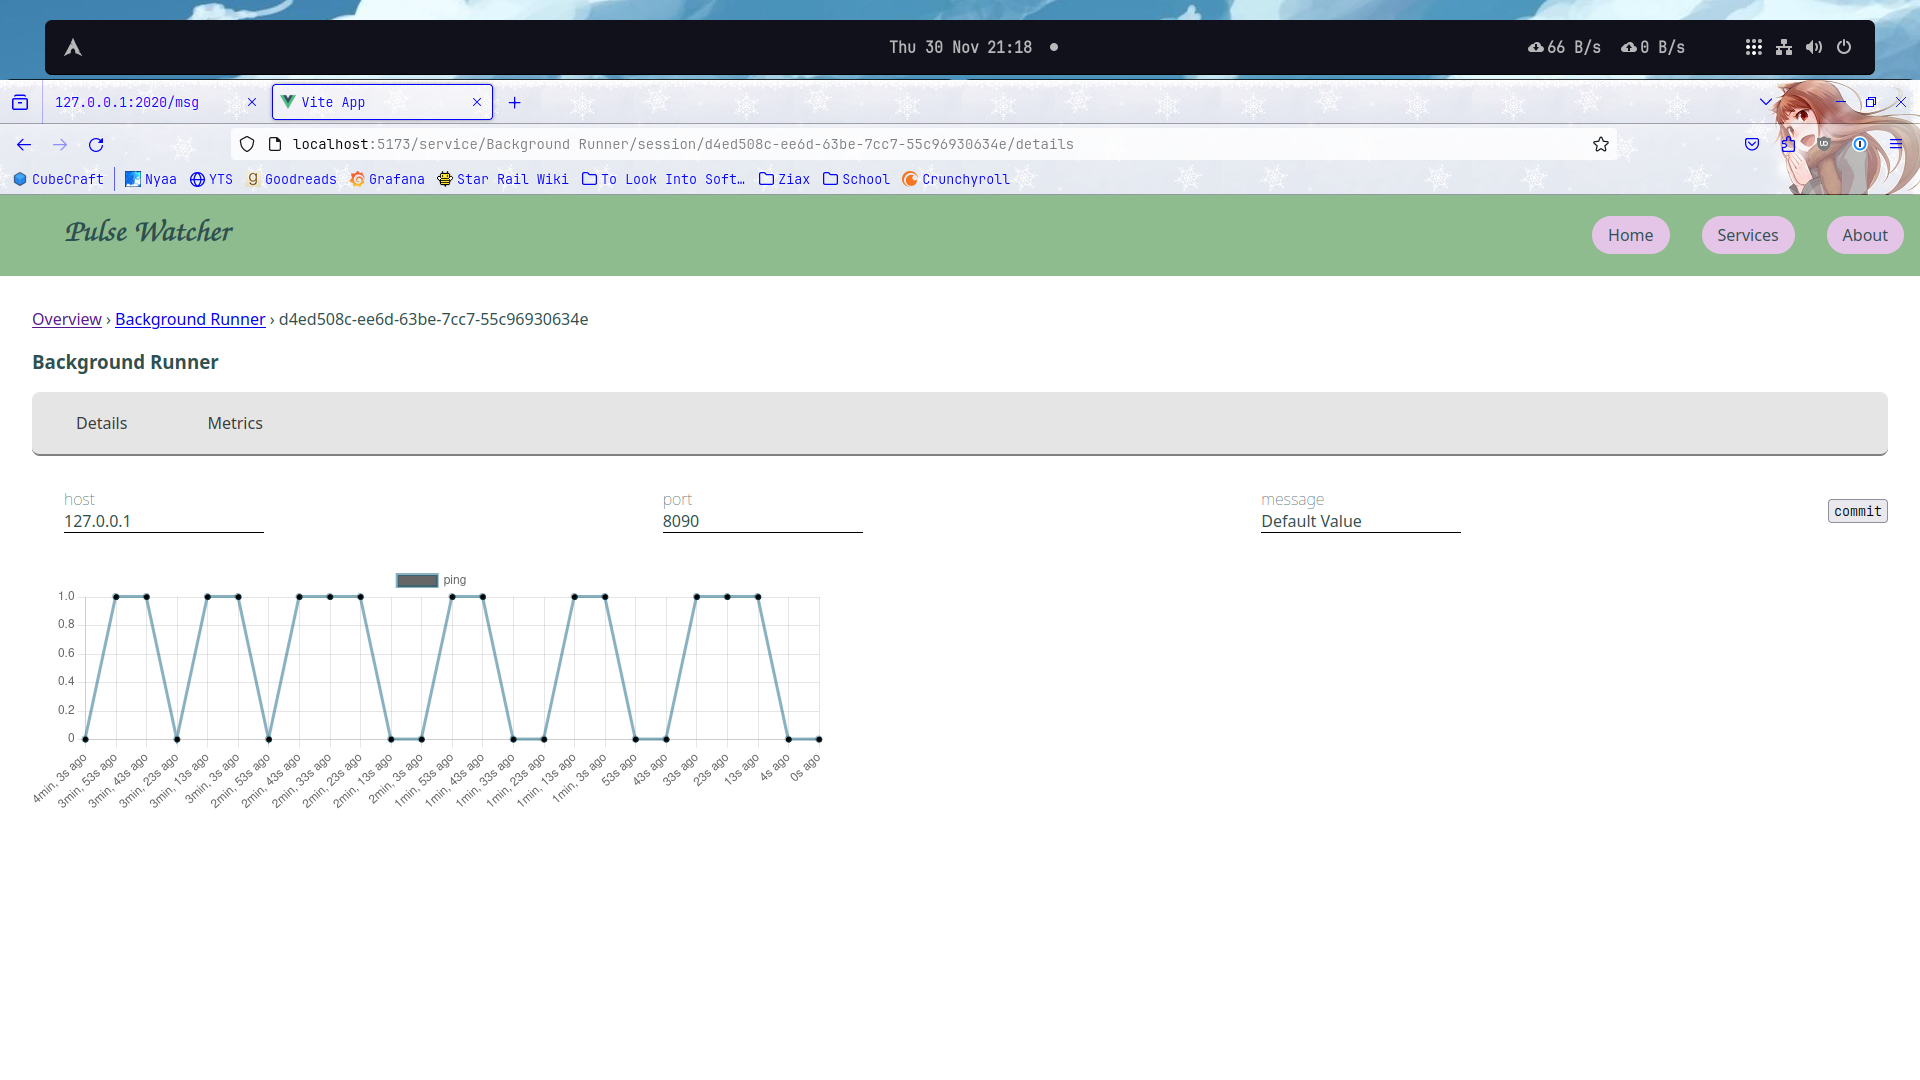 Thu 30 Nov 21:18
66 B/s 0 B/s
127.0.0.1:2020/msg
Vite App
localhost:5173/service/Background Runner/session/d4ed508c-ee6d-63be-7cc7-55c96930634e/details
CubeCraft Nyaa YTS Goodreads Grafana Star Rail Wiki To Look Into Soft… Ziax School Crunchyroll
Pulse Watcher
Home Services About
Overview › Background Runner › d4ed508c-ee6d-63be-7cc7-55c96930634e
Background Runner
Details Metrics
host port message
127.0.0.1 8090 Default Value commit
ping
1.0
0.8
0.6
0.4
0.2
0
4min, 3s ago
3min, 53s ago
3min, 43s ago
3min, 23s ago
3min, 13s ago
3min, 3s ago
2min, 53s ago
2min, 43s ago
2min, 33s ago
2min, 23s ago
2min, 13s ago
2min, 3s ago
1min, 53s ago
1min, 43s ago
1min, 33s ago
1min, 23s ago
1min, 13s ago
1min, 3s ago
53s ago
43s ago
33s ago
23s ago
13s ago
4s ago
0s ago